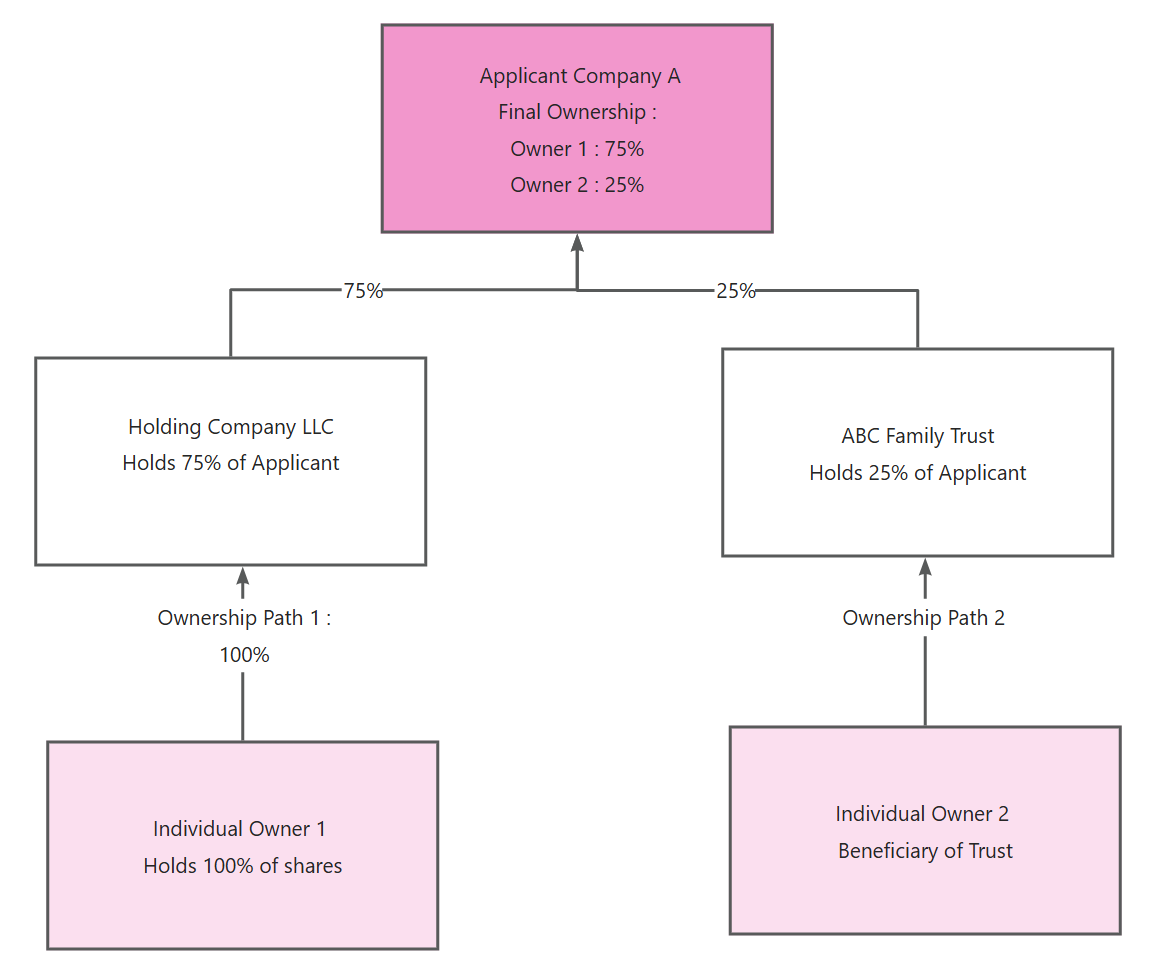 Applicant Company A
Final Ownership :
Owner 1 : 75%
Owner 2 : 25%
75%
25%
Holding Company LLC
Holds 75% of Applicant
ABC Family Trust
Holds 25% of Applicant
Ownership Path 1 :
100%
Ownership Path 2
Individual Owner 1
Holds 100% of shares
Individual Owner 2
Beneficiary of Trust